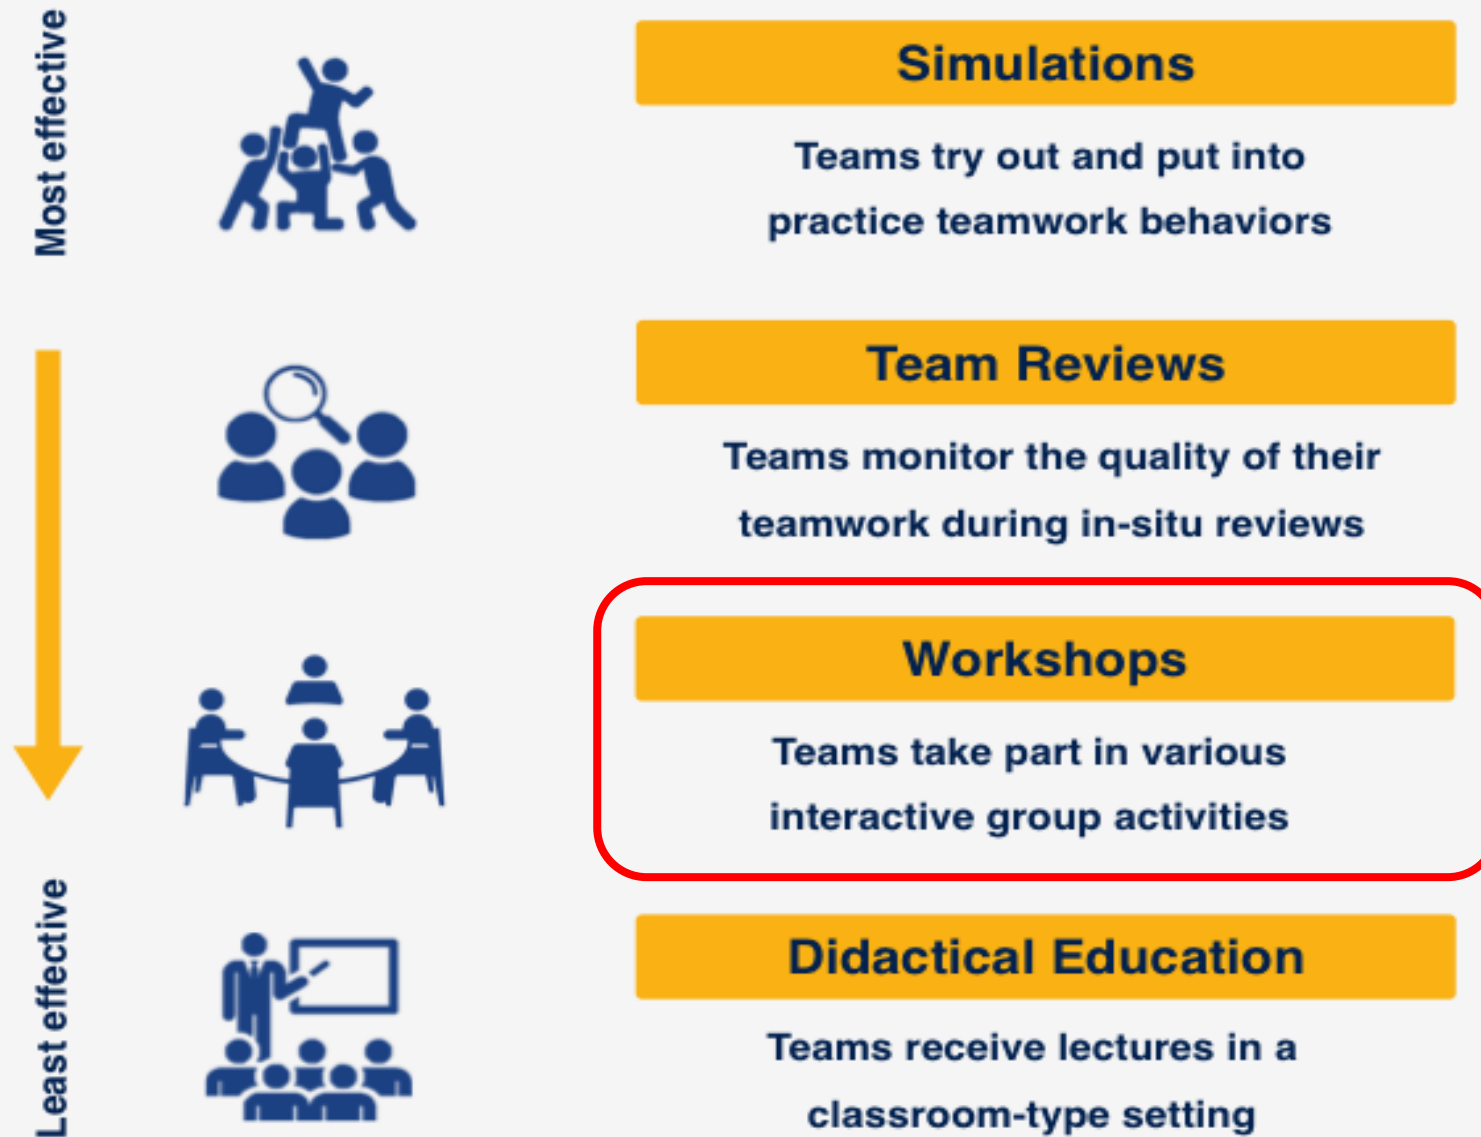 Most effective
Simulations
Teams try out and put into
practice teamwork behaviors
Team Reviews
Teams monitor the quality of their
teamwork during in-situ reviews
Workshops
Teams take part in various
interactive group activities
Least effective
Didactical Education
Teams receive lectures in a
classroom-type setting